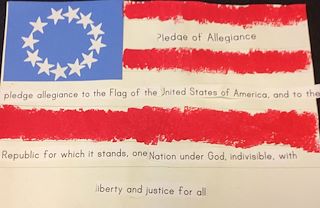 Pledge of Allegiance
pledge allegiance to the Flag of the United States of America, and to the
Republic for which it stands, one Nation under God, indivisible, with
liberty and justice for all